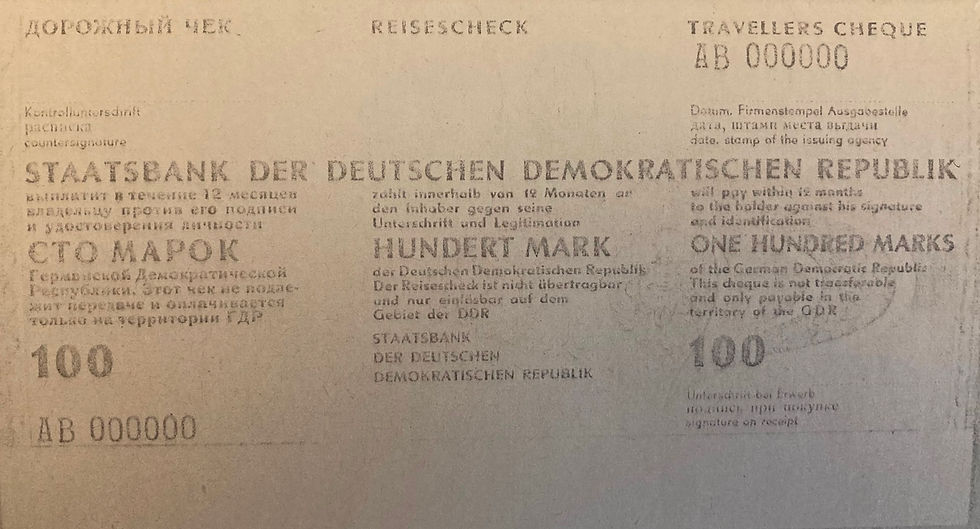 ДОРОЖНЫЙ ЧЕК
REISESCHECK
TRAVELLERS CHEQUE
AB 000000
Kontrollunterschrift
расписка
countersignature
Datum, Firmenstempel Ausgabestelle
дата, штамп места выдачи
date, stamp of the issuing agency
STAATSBANK DER DEUTSCHEN DEMOKRATISCHEN REPUBLIK
выплатит в течение 12 месяцев
владельцу против его подписи
и удостоверения личности
СТО МАРОК
Германской Демократической
Республики. Этот чек не подле-
жит передаче и оплачивается
только на территории ГДР
100
AB 000000
zahlt innerhalb von 12 Monaten an
den Inhaber gegen seine
Unterschrift und Legitimation
HUNDERT MARK
der Deutschen Demokratischen Republik
Der Reisescheck ist nicht übertragbar
und nur einlösbar auf dem
Gebiet der DDR
STAATSBANK
DER DEUTSCHEN
DEMOKRATISCHEN REPUBLIK
will pay within 12 months
to the holder against his signature
and identification
ONE HUNDRED MARKS
of the German Democratic Republic
This cheque is not transferable
and only payable in the
territory of the GDR
100
Unterschrift bei Erwerb
подпись при покупке
signature on receipt